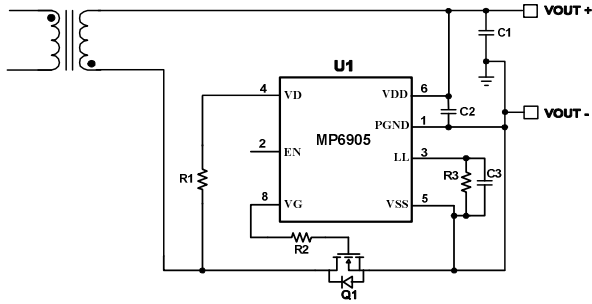 VOUT +
C1
U1
4
VD
VDD
6
C2
VOUT -
PGND
1
MP6905
2
EN
LL
3
R1
R3
C3
8
VG
VSS
5
R2
Q1